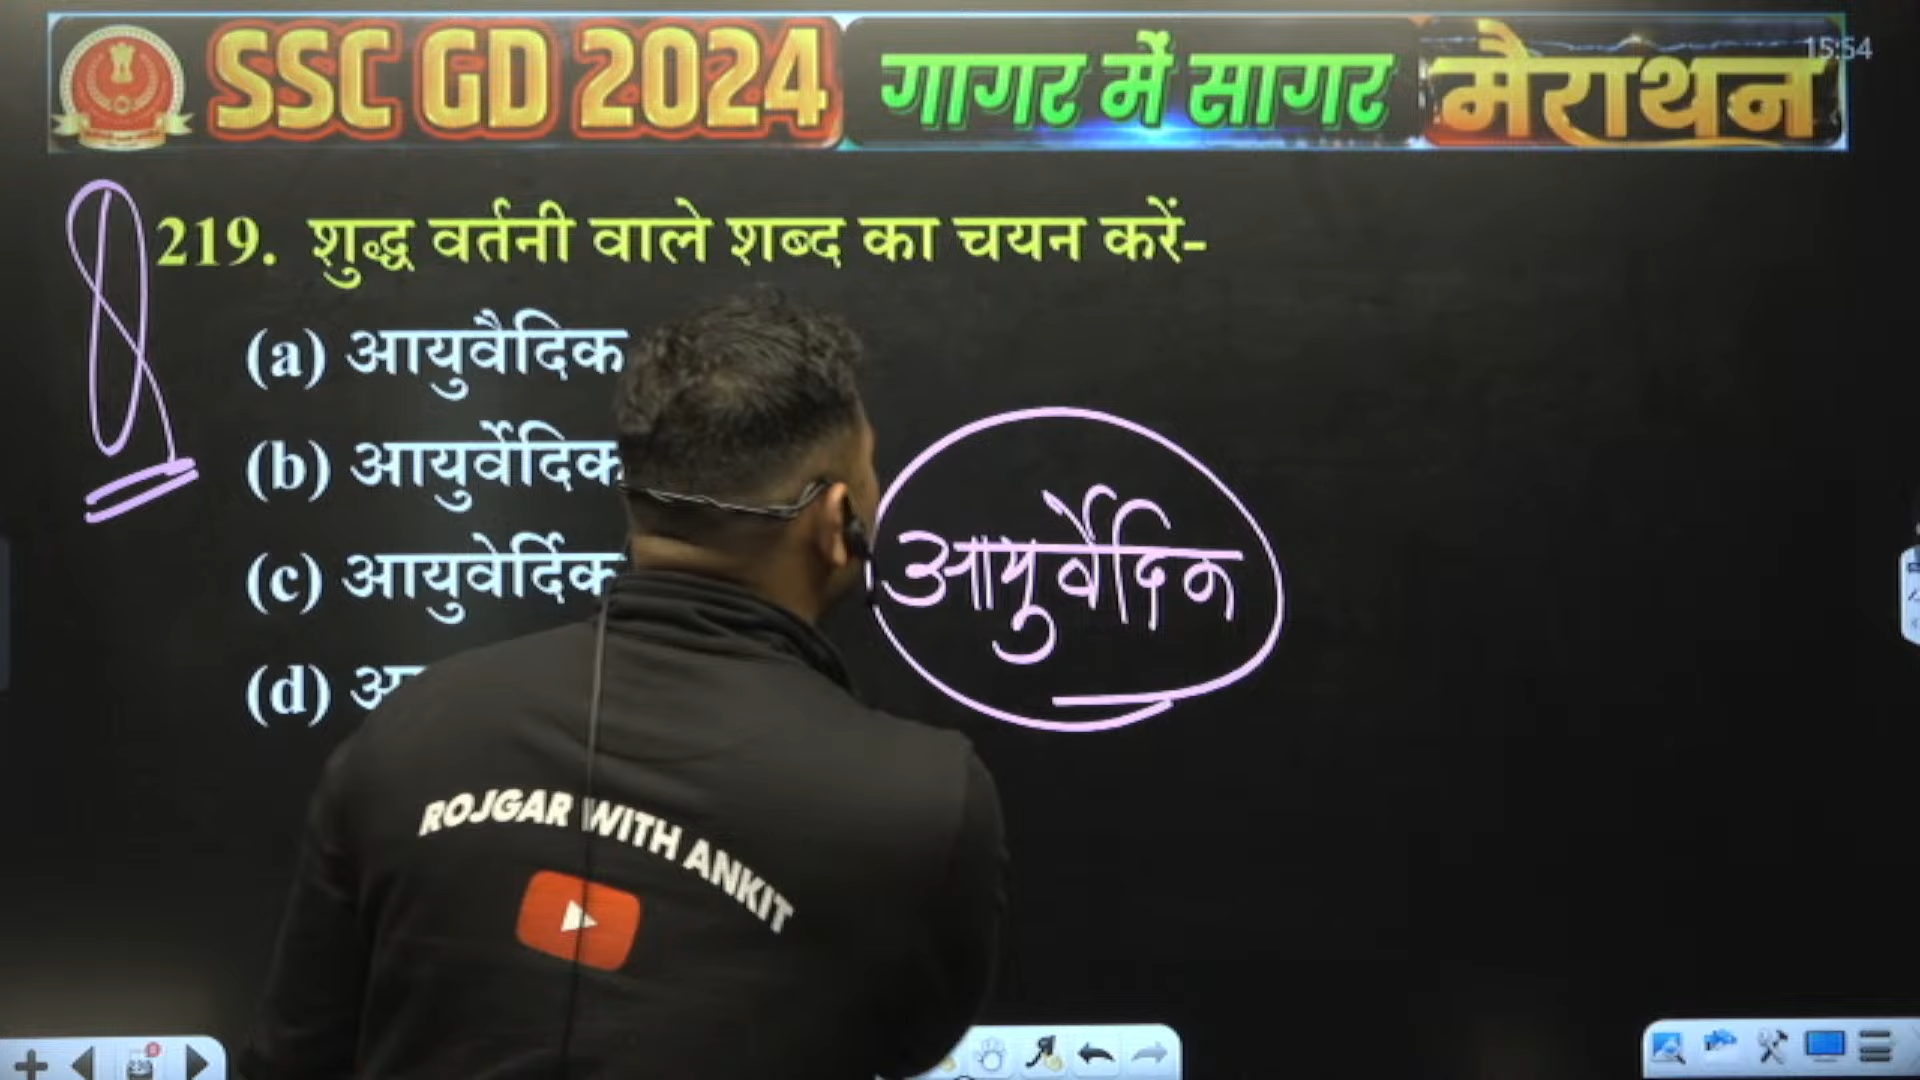 SSC GD 2024 गागर में सागर मैराथन
15:54
219. शुद्ध वर्तनी वाले शब्द का चयन करें-
(a) आयुवैदिक
(b) आयुर्वेदिक
(c) आयुवेर्दिक
(d)
आयुर्वैदिक
ROJGAR WITH ANKIT